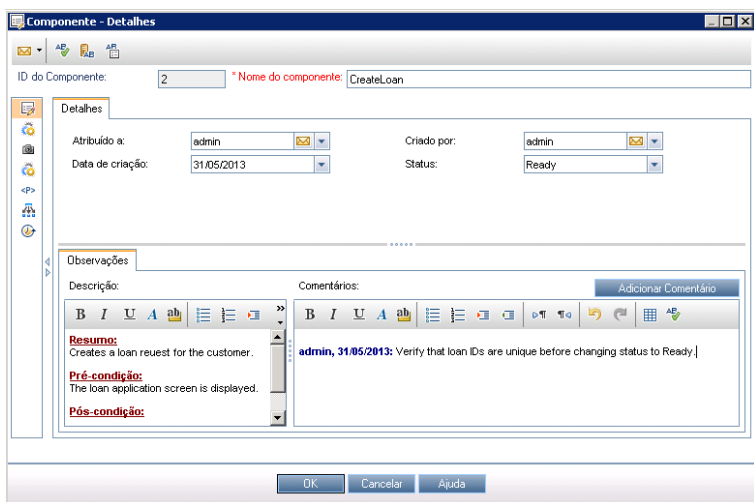 Componente - Detalhes
ID do Componente: 2 * Nome do componente: CreateLoan
Detalhes
Atribuído a: admin Criado por: admin
Data de criação: 31/05/2013 Status: Ready
<P>
Observações
Descrição: Comentários: Adicionar Comentário
B I U A ab B I U A ab
Resumo:
Creates a loan reuest for the customer.
admin, 31/05/2013: Verify that loan IDs are unique before changing status to Ready.
Pré-condição:
The loan application screen is displayed.
Pós-condição:
OK Cancelar Ajuda